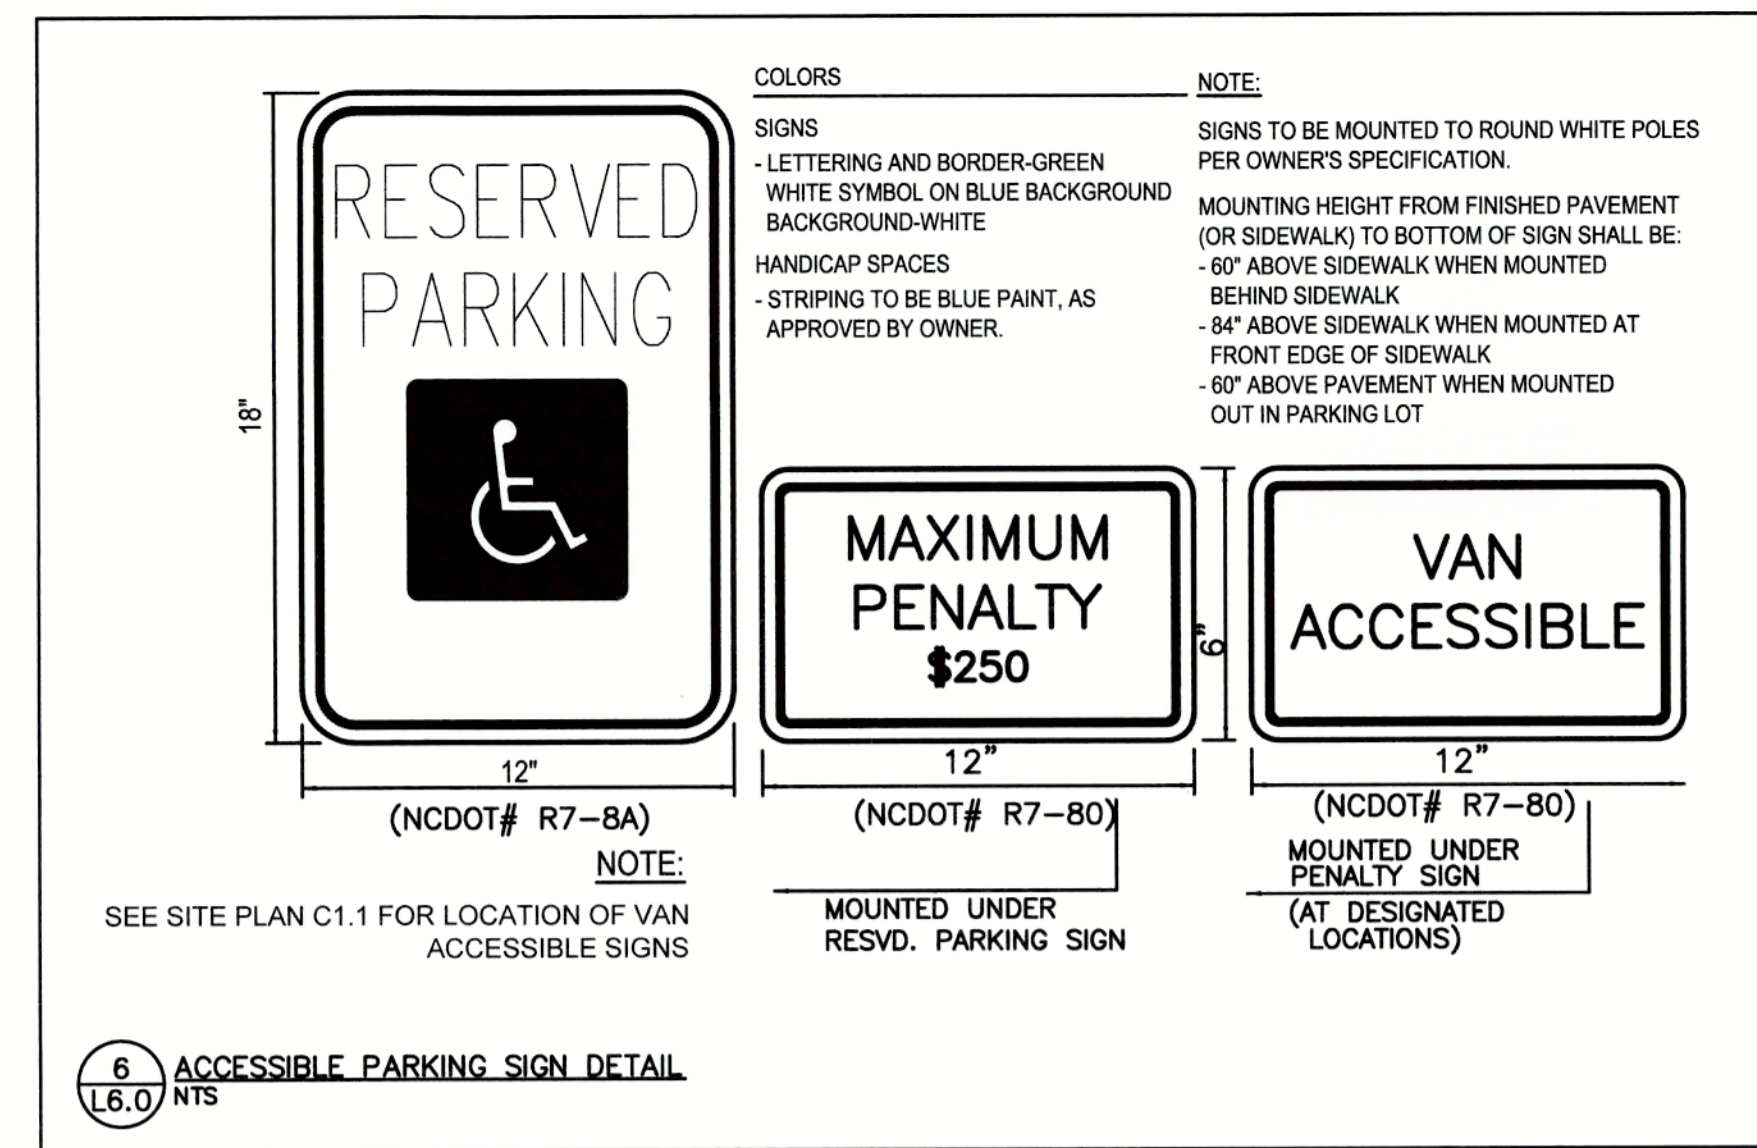 RESERVED
PARKING
18"
12"
(NCDOT# R7-8A)
NOTE:
SEE SITE PLAN C1.1 FOR LOCATION OF VAN
ACCESSIBLE SIGNS
COLORS
SIGNS
- LETTERING AND BORDER-GREEN
WHITE SYMBOL ON BLUE BACKGROUND
BACKGROUND-WHITE
HANDICAP SPACES
- STRIPING TO BE BLUE PAINT, AS
APPROVED BY OWNER.
NOTE:
SIGNS TO BE MOUNTED TO ROUND WHITE POLES
PER OWNER'S SPECIFICATION.
MOUNTING HEIGHT FROM FINISHED PAVEMENT
(OR SIDEWALK) TO BOTTOM OF SIGN SHALL BE:
- 60" ABOVE SIDEWALK WHEN MOUNTED
BEHIND SIDEWALK
- 84" ABOVE SIDEWALK WHEN MOUNTED AT
FRONT EDGE OF SIDEWALK
- 60" ABOVE PAVEMENT WHEN MOUNTED
OUT IN PARKING LOT
MAXIMUM
PENALTY
$250
6"
12"
(NCDOT# R7-80)
MOUNTED UNDER
RESVD. PARKING SIGN
VAN
ACCESSIBLE
12"
(NCDOT# R7-80)
MOUNTED UNDER
PENALTY SIGN
(AT DESIGNATED
LOCATIONS)
6
L6.0
ACCESSIBLE PARKING SIGN DETAIL
NTS